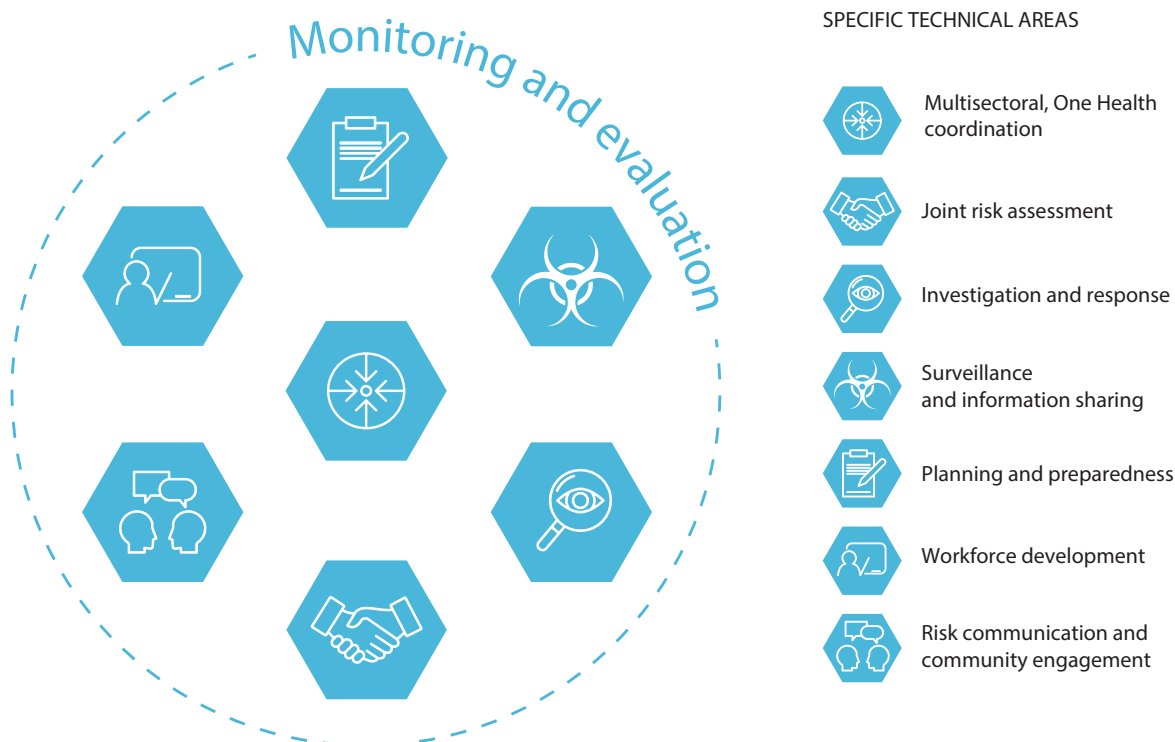 Monitoring and evaluation
SPECIFIC TECHNICAL AREAS
Multisectoral, One Health
coordination
Joint risk assessment
Investigation and response
Surveillance
and information sharing
Planning and preparedness
Workforce development
Risk communication and
community engagement